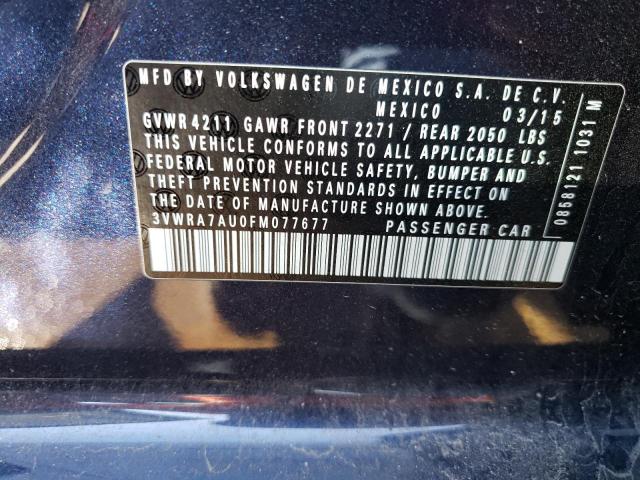 MFD BY VOLKSWAGEN DE MEXICO S.A. DE C.V.
MEXICO 03/15
GVWR 4211 GAWR FRONT 2271 / REAR 2050 LBS
THIS VEHICLE CONFORMS TO ALL APPLICABLE U.S.
FEDERAL MOTOR VEHICLE SAFETY, BUMPER AND
THEFT PREVENTION STANDARDS IN EFFECT ON
THE DATE OF MANUFACTURE SHOWN ABOVE.
3VWRA7AU0FM077677 PASSENGER CAR
0858121 1031 M